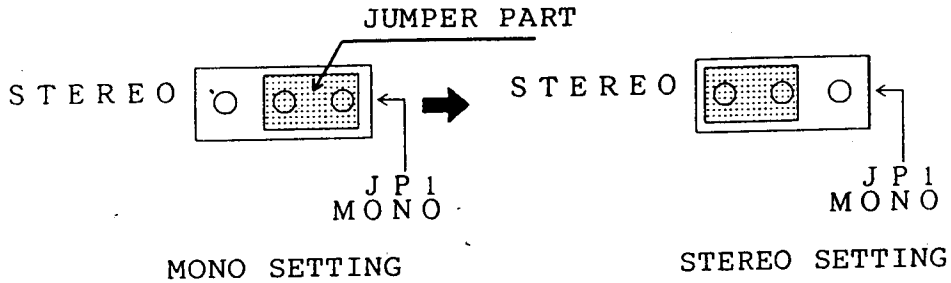 JUMPER PART
STEREO
JP1
MONO
MONO SETTING
STEREO
JP1
MONO
STEREO SETTING